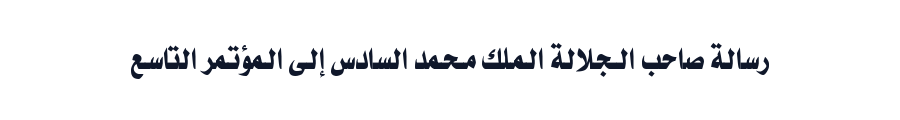 رسالة صاحب الجلالة الملك محمد السادس إلى المؤتمر التاسع